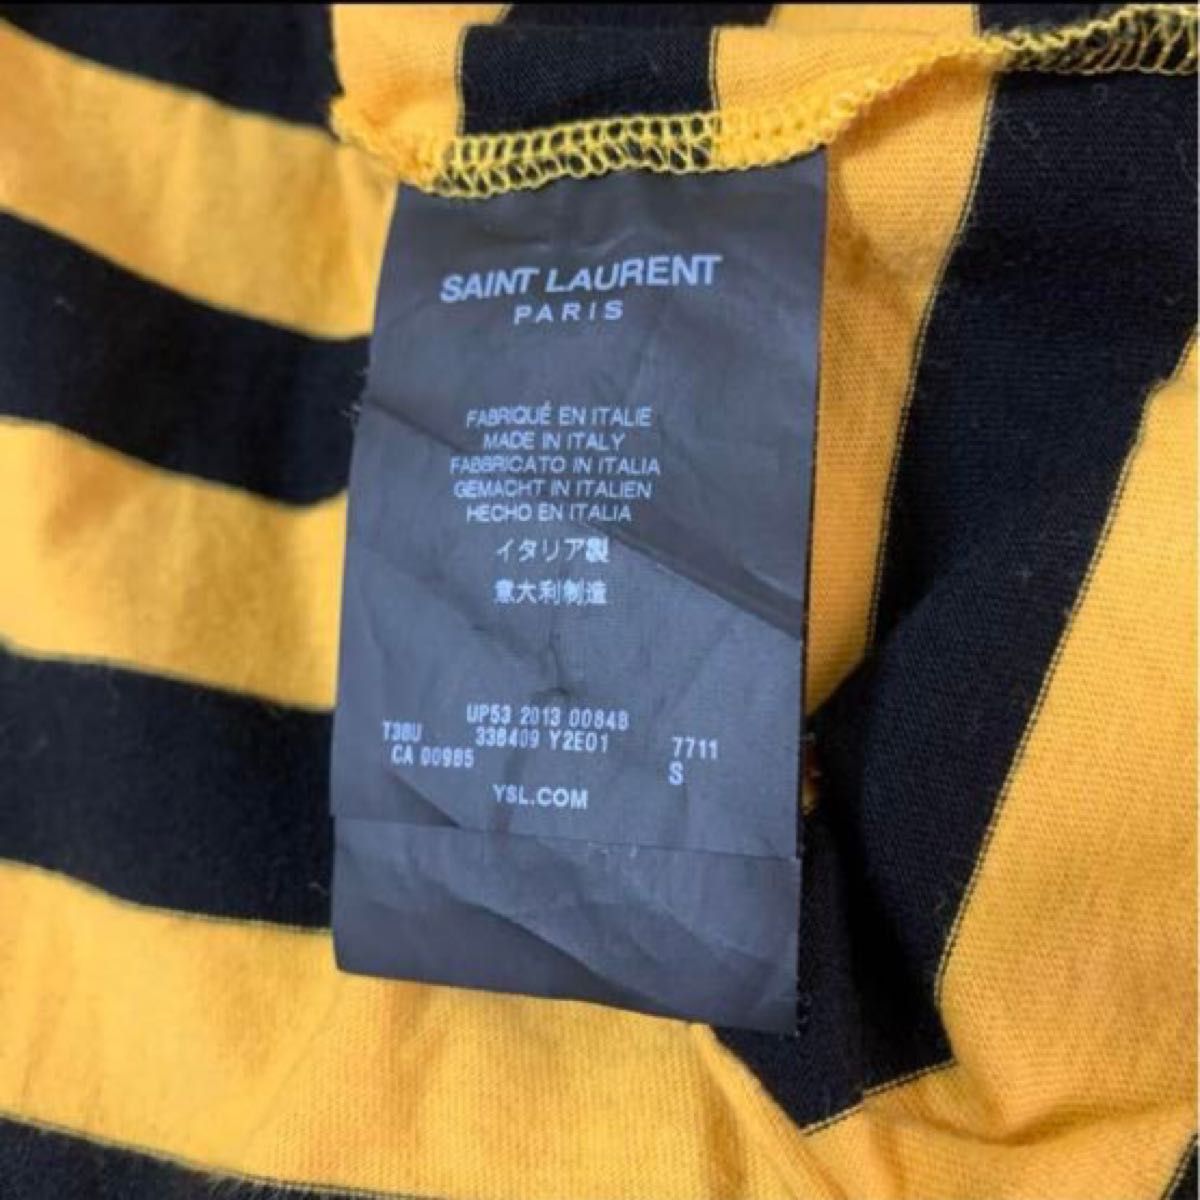 SAINT LAURENT
PARIS
FABRIQUÉ EN ITALIE
MADE IN ITALY
FABBRICATO IN ITALIA
GEMACHT IN ITALIEN
HECHO EN ITALIA
イタリア製
意大利制造
UP53 2013 00848
T38U 338409 Y2E01 7711
CA 00985 S
YSL.COM